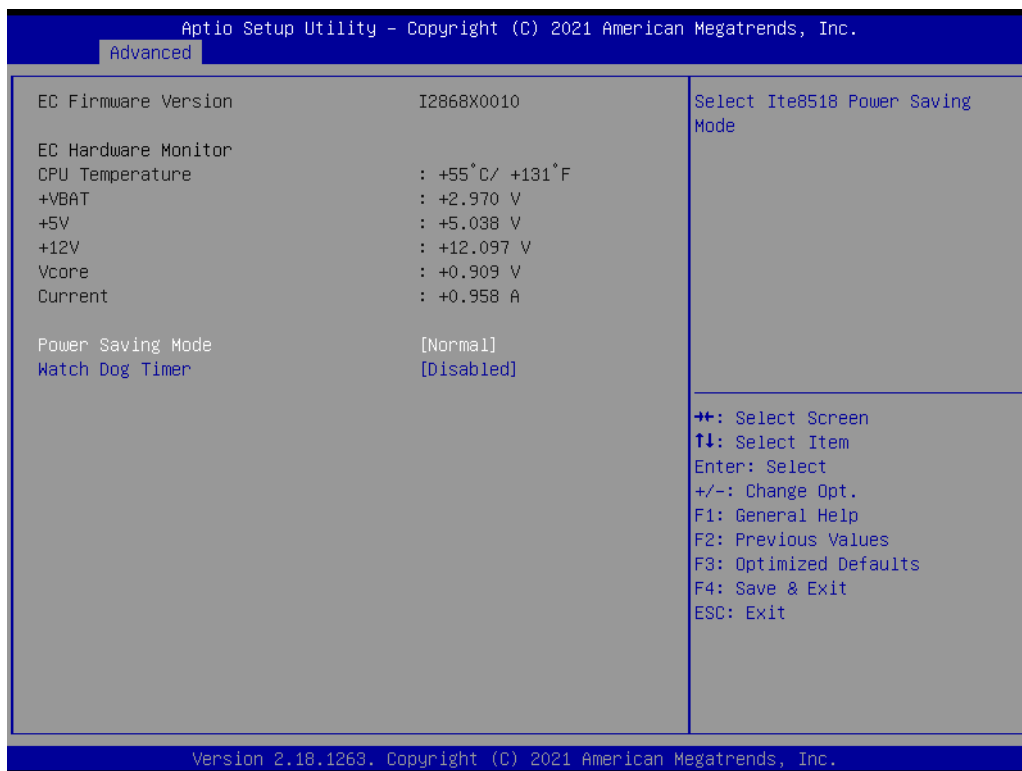 Aptio Setup Utility – Copyright (C) 2021 American Megatrends, Inc.
Advanced
EC Firmware Version I2868X0010
EC Hardware Monitor
CPU Temperature : +55°C/ +131°F
+VBAT : +2.970 V
+5V : +5.038 V
+12V : +12.097 V
Vcore : +0.909 V
Current : +0.958 A
Power Saving Mode [Normal]
Watch Dog Timer [Disabled]
Select Ite8518 Power Saving
Mode
→←: Select Screen
↑↓: Select Item
Enter: Select
+/-: Change Opt.
F1: General Help
F2: Previous Values
F3: Optimized Defaults
F4: Save & Exit
ESC: Exit
Version 2.18.1263. Copyright (C) 2021 American Megatrends, Inc.